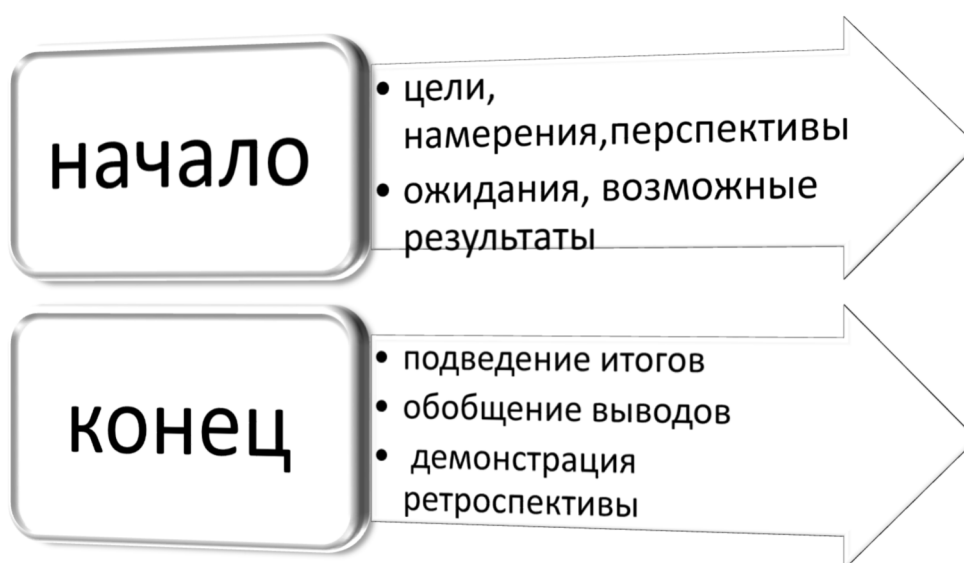 начало
• цели,
намерения,перспективы
• ожидания, возможные
результаты
конец
• подведение итогов
• обобщение выводов
• демонстрация
ретроспективы